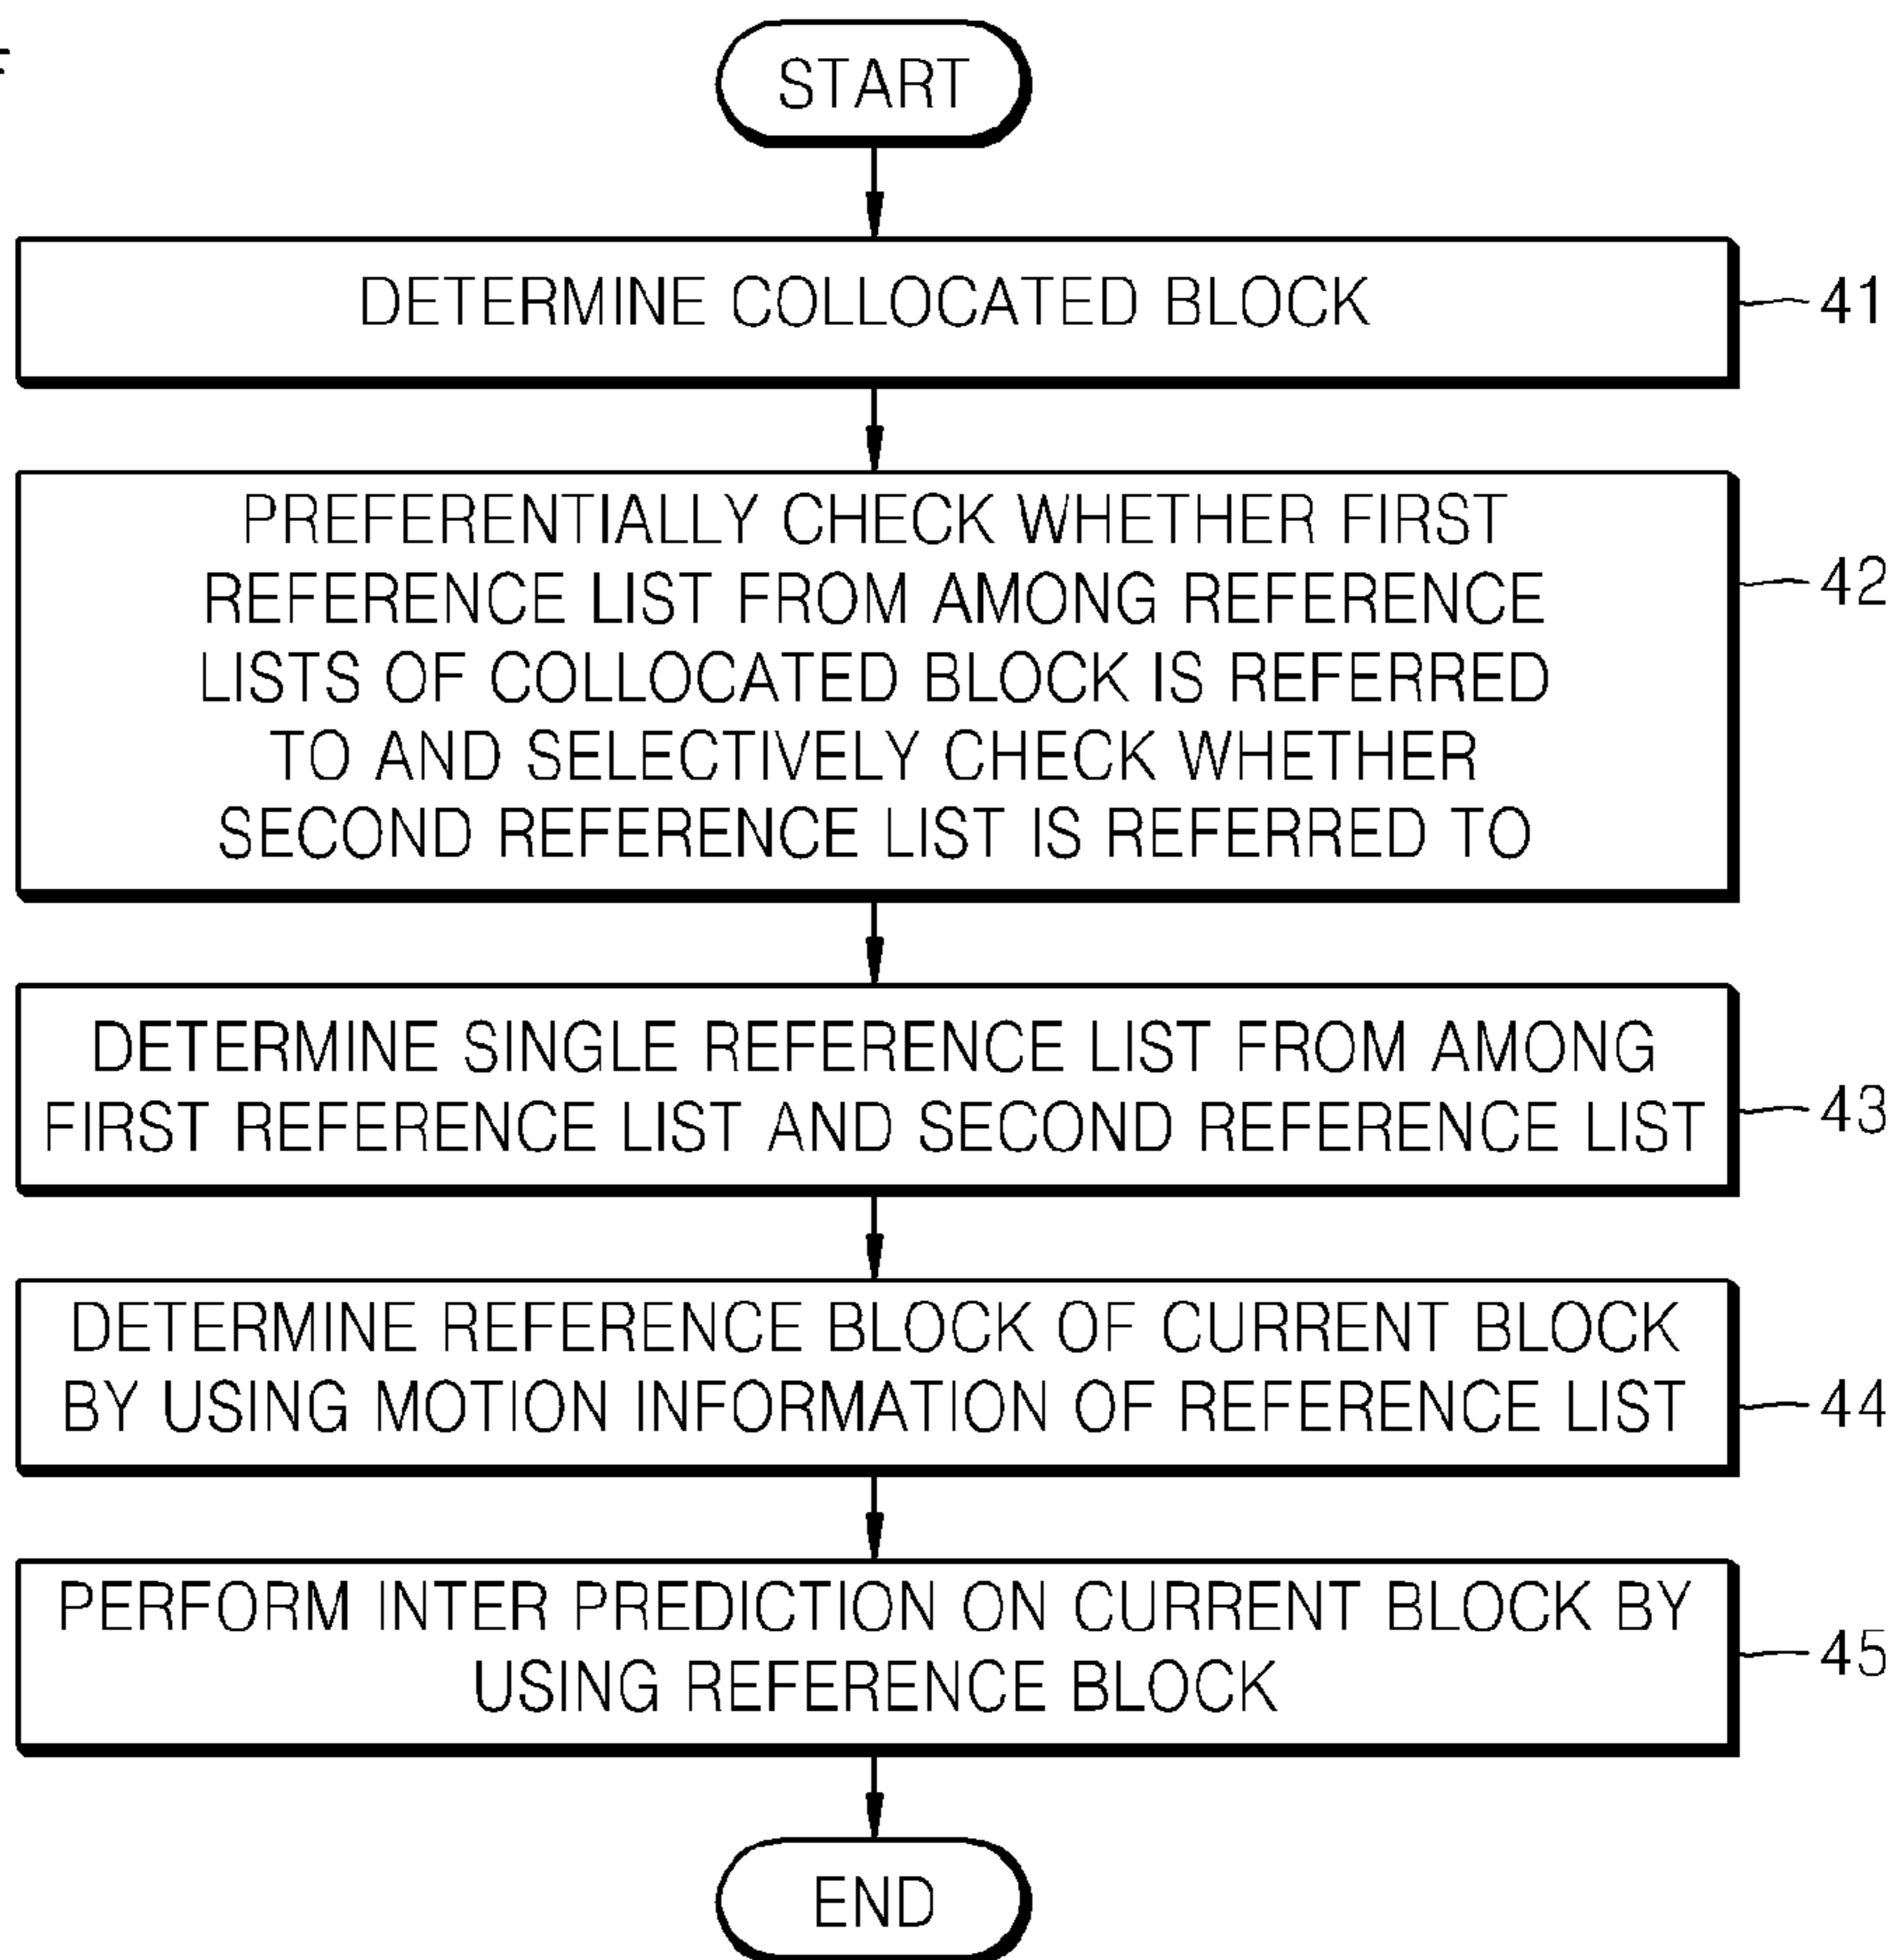 START
DETERMINE COLLOCATED BLOCK
41
PREFERENTIALLY CHECK WHETHER FIRST
REFERENCE LIST FROM AMONG REFERENCE
LISTS OF COLLOCATED BLOCK IS REFERRED
TO AND SELECTIVELY CHECK WHETHER
SECOND REFERENCE LIST IS REFERRED TO
42
DETERMINE SINGLE REFERENCE LIST FROM AMONG
FIRST REFERENCE LIST AND SECOND REFERENCE LIST
43
DETERMINE REFERENCE BLOCK OF CURRENT BLOCK
BY USING MOTION INFORMATION OF REFERENCE LIST
44
PERFORM INTER PREDICTION ON CURRENT BLOCK BY
USING REFERENCE BLOCK
45
END